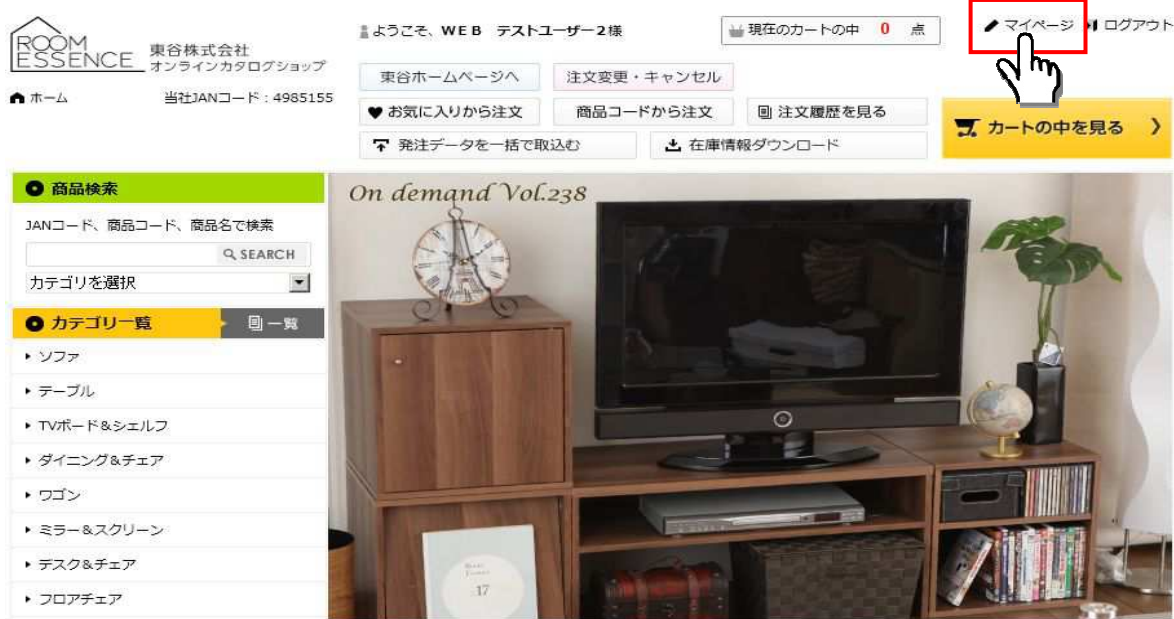 ROOM
ESSENCE
東谷株式会社
オンラインカタログショップ
ようこそ、WEB テストユーザー2様
現在のカートの中 0 点
マイページ
ログアウト
東谷ホームページへ
注文変更・キャンセル
ホーム
当社JANコード:4985155
お気に入りから注文
商品コードから注文
注文履歴を見る
カートの中を見る
発注データを一括で取込む
在庫情報ダウンロード
商品検索
JANコード、商品コード、商品名で検索
SEARCH
カテゴリを選択
カテゴリー覧
一覧
ソファ
テーブル
TVボード&シェルフ
ダイニング&チェア
ワゴン
ミラー&スクリーン
デスク&チェア
フロアチェア
On demand Vol.238
17